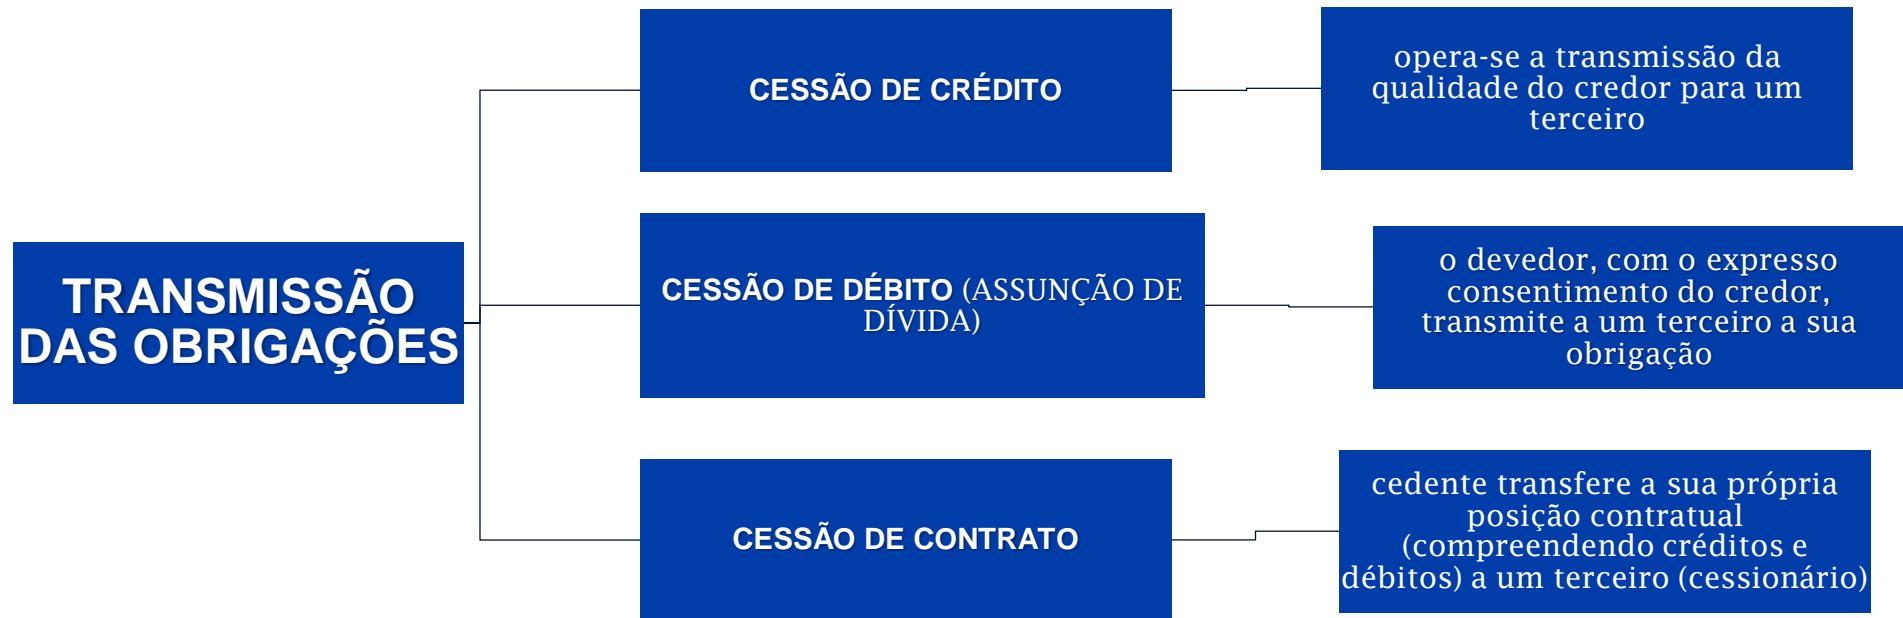 TRANSMISSÃO
DAS OBRIGAÇÕES
CESSÃO DE CRÉDITO
opera-se a transmissão da
qualidade do credor para um
terceiro
CESSÃO DE DÉBITO (ASSUNÇÃO DE
DÍVIDA)
o devedor, com o expresso
consentimento do credor,
transmite a um terceiro a sua
obrigação
CESSÃO DE CONTRATO
cedente transfere a sua própria
posição contratual
(compreendendo créditos e
débitos) a um terceiro (cessionário)